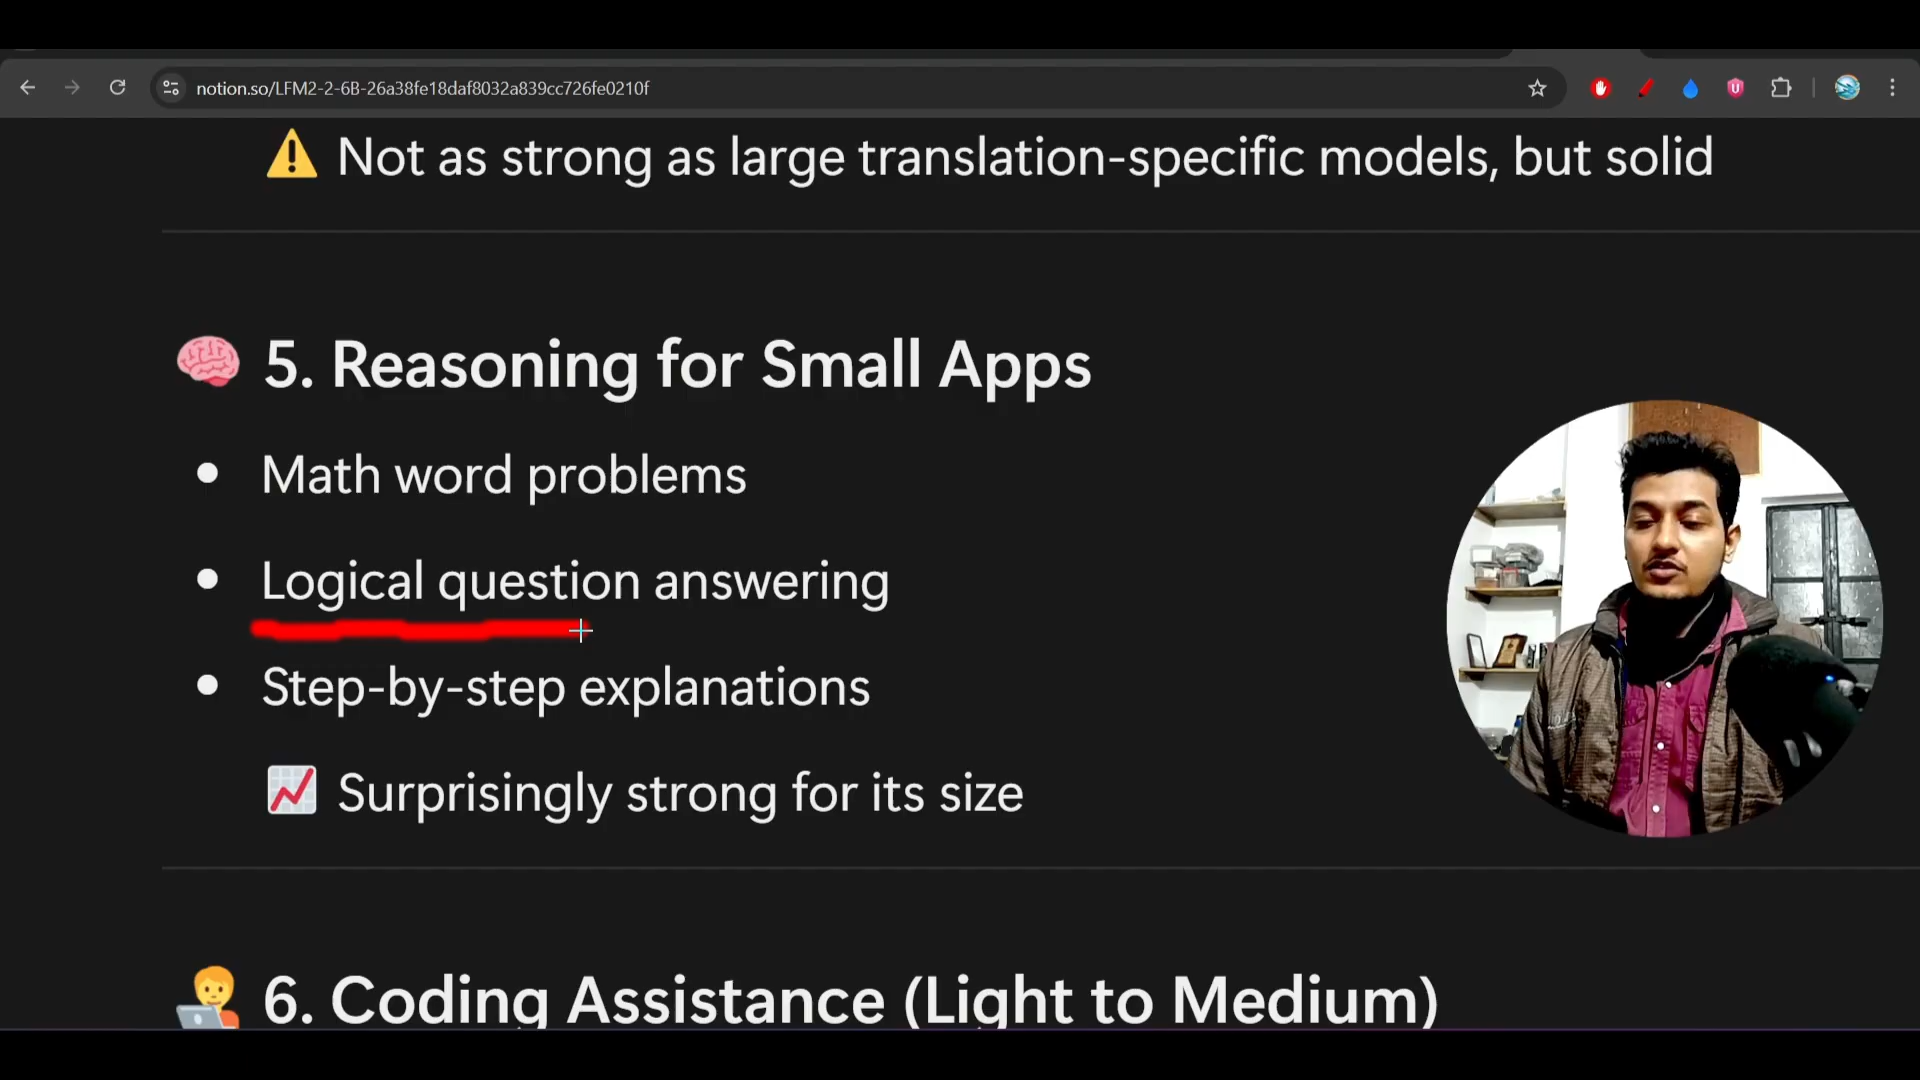 notion.so/LFM2-2-6B-26a38fe18daf8032a839cc726fe0210f
⚠️ Not as strong as large translation-specific models, but solid
🧠 5. Reasoning for Small Apps
• Math word problems
• Logical question answering
• Step-by-step explanations
📈 Surprisingly strong for its size
🧑‍💻 6. Coding Assistance (Light to Medium)